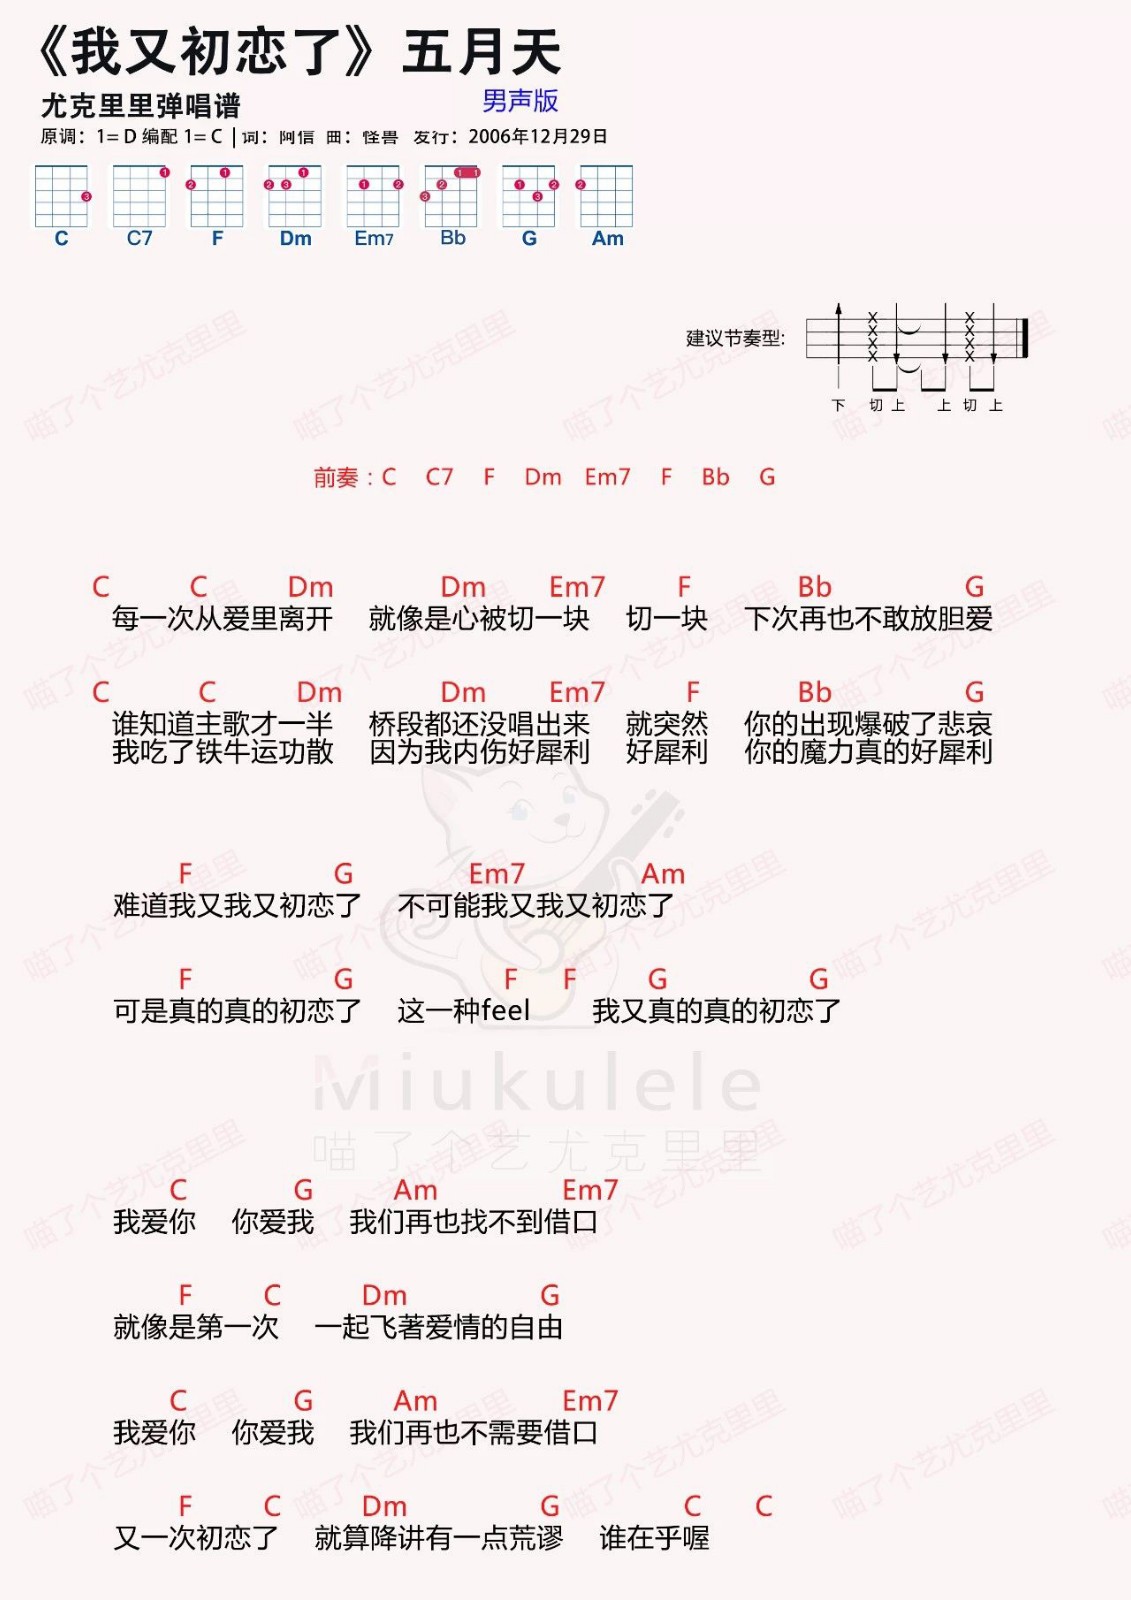 《我又初恋了》五月天
尤克里里弹唱谱 男声版
原调：1= D 编配 1= C | 词：阿信 曲：怪兽 发行：2006年12月29日
C C7 F Dm Em7 Bb G Am
建议节奏型:
下 切 上 上 切 上
前奏：C C7 F Dm Em7 F Bb G
C C Dm Dm Em7 F Bb G
每一次从爱里离开 就像是心被切一块 切一块 下次再也不敢放胆爱
C C Dm Dm Em7 F Bb G
谁知道主歌才一半 桥段都还没唱出来 就突然 你的出现爆破了悲哀
我吃了铁牛运功散 因为我内伤好犀利 好犀利 你的魔力真的好犀利
F G Em7 Am
难道我又我又初恋了 不可能我又我又初恋了
F G F F G G
可是真的真的初恋了 这一种feel 我又真的真的初恋了
Miukulele
喵了个艺尤克里里
C G Am Em7
我爱你 你爱我 我们再也找不到借口
F C Dm G
就像是第一次 一起飞著爱情的自由
C G Am Em7
我爱你 你爱我 我们再也不需要借口
F C Dm G C C
又一次初恋了 就算降讲有一点荒谬 谁在乎喔